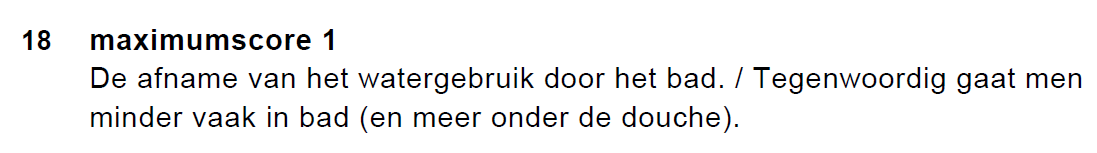 18 maximumscore 1
De afname van het watergebruik door het bad. / Tegenwoordig gaat men
minder vaak in bad (en meer onder de douche).